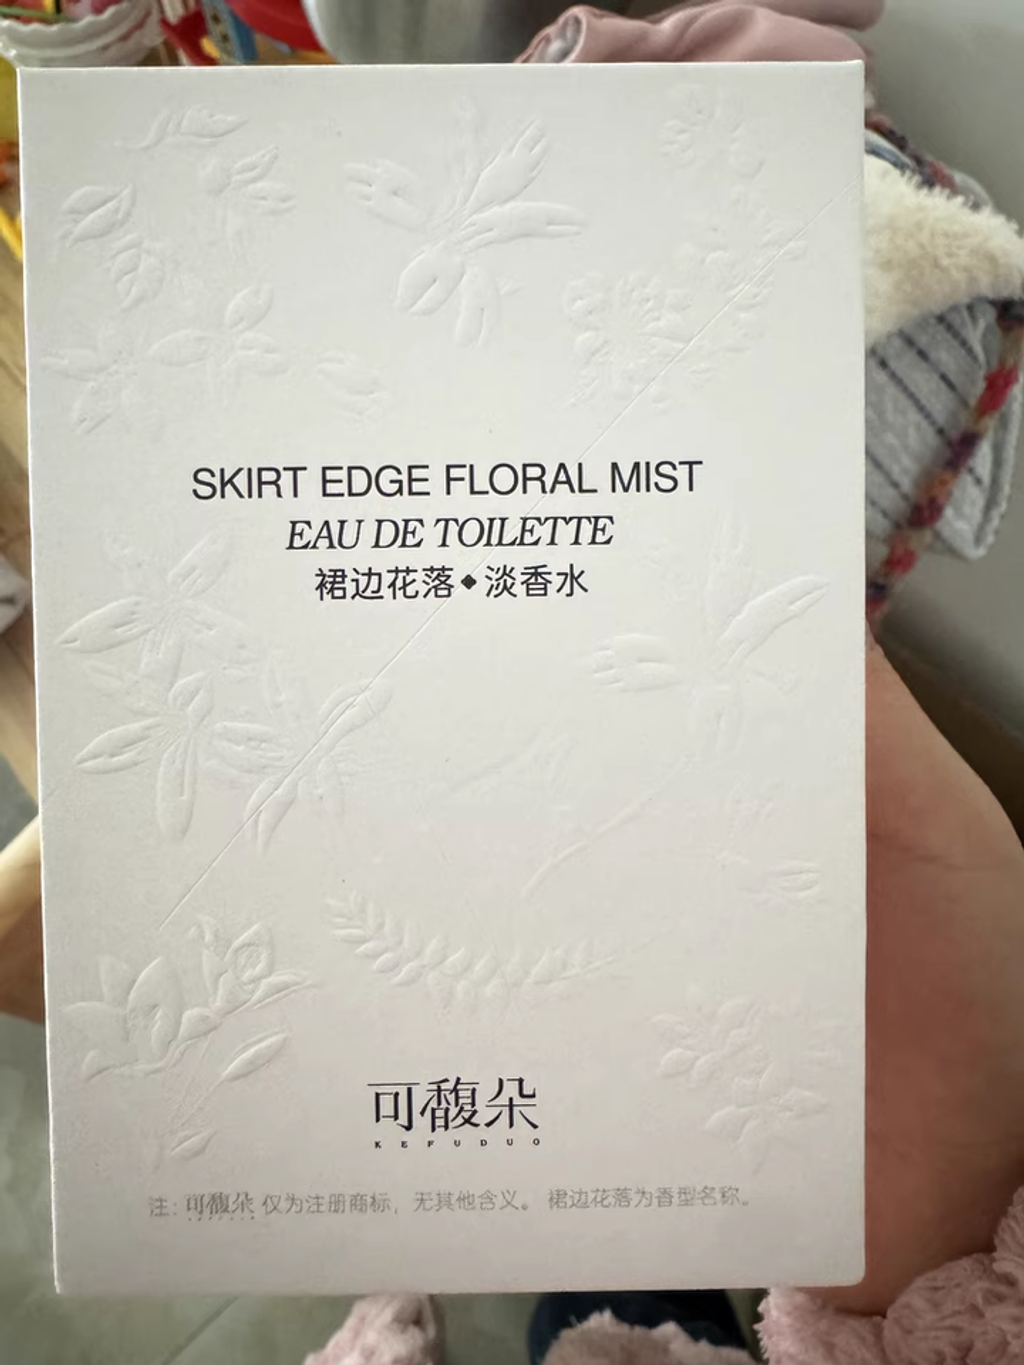 SKIRT EDGE FLORAL MIST
EAU DE TOILETTE
裙边花落◆淡香水
可馥朵
KEFUDUO
注: 可馥朵 仅为注册商标, 无其他含义。 裙边花落为香型名称。